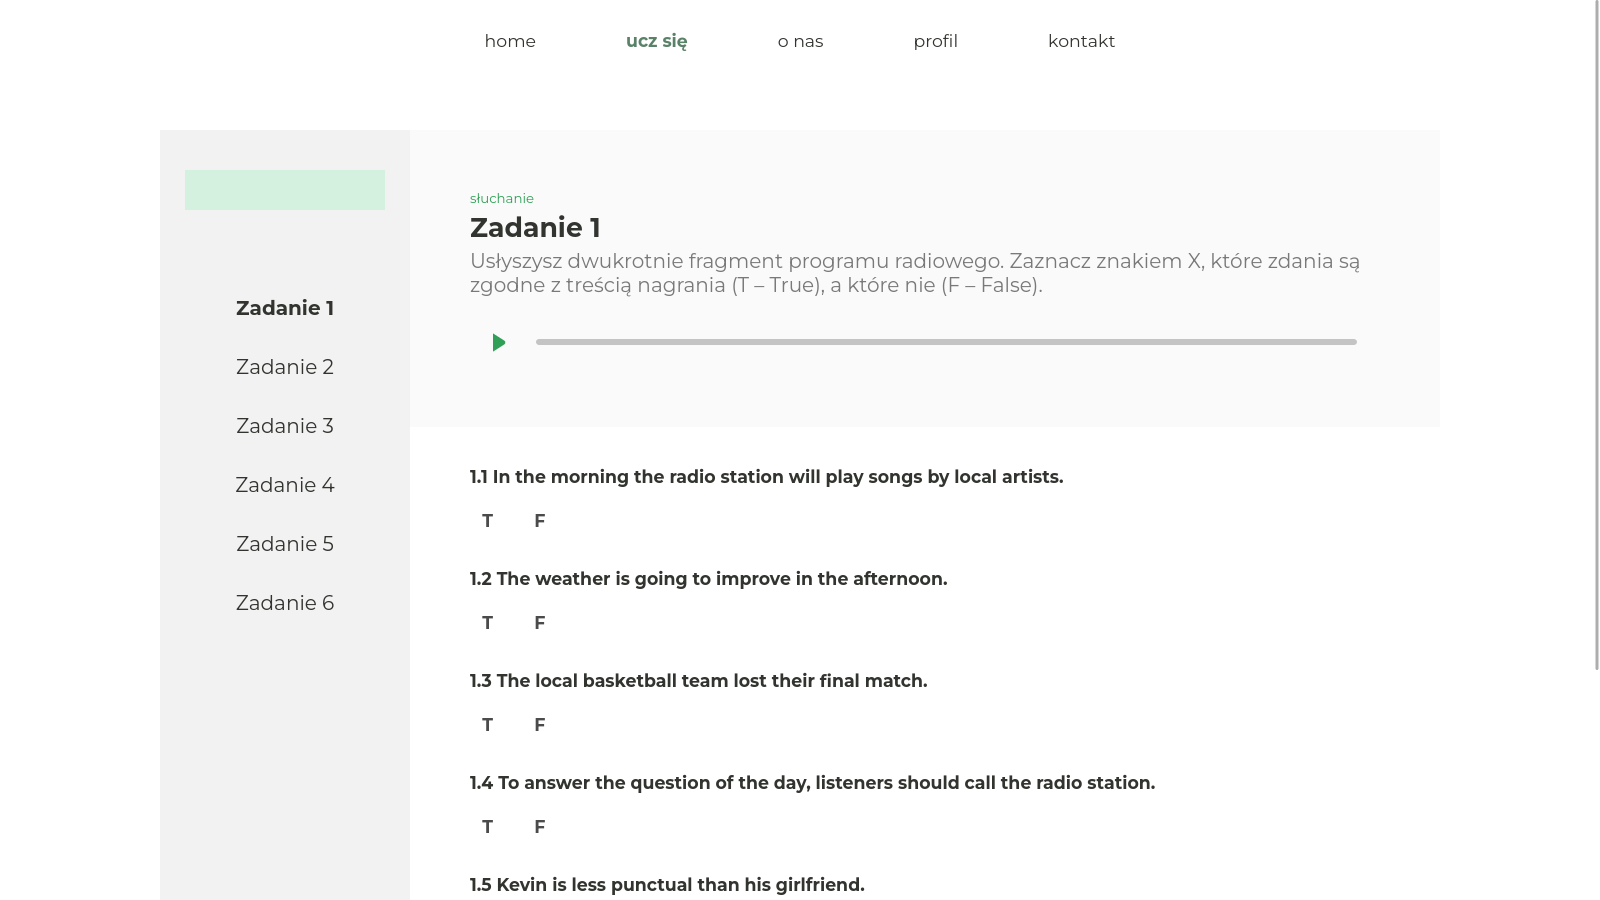 home ucz się o nas profil kontakt
słuchanie
Zadanie 1
Usłyszysz dwukrotnie fragment programu radiowego. Zaznacz znakiem X, które zdania są
zgodne z treścią nagrania (T – True), a które nie (F – False).
Zadanie 1
Zadanie 2
Zadanie 3
Zadanie 4
Zadanie 5
Zadanie 6
1.1 In the morning the radio station will play songs by local artists.
T F
1.2 The weather is going to improve in the afternoon.
T F
1.3 The local basketball team lost their final match.
T F
1.4 To answer the question of the day, listeners should call the radio station.
T F
1.5 Kevin is less punctual than his girlfriend.